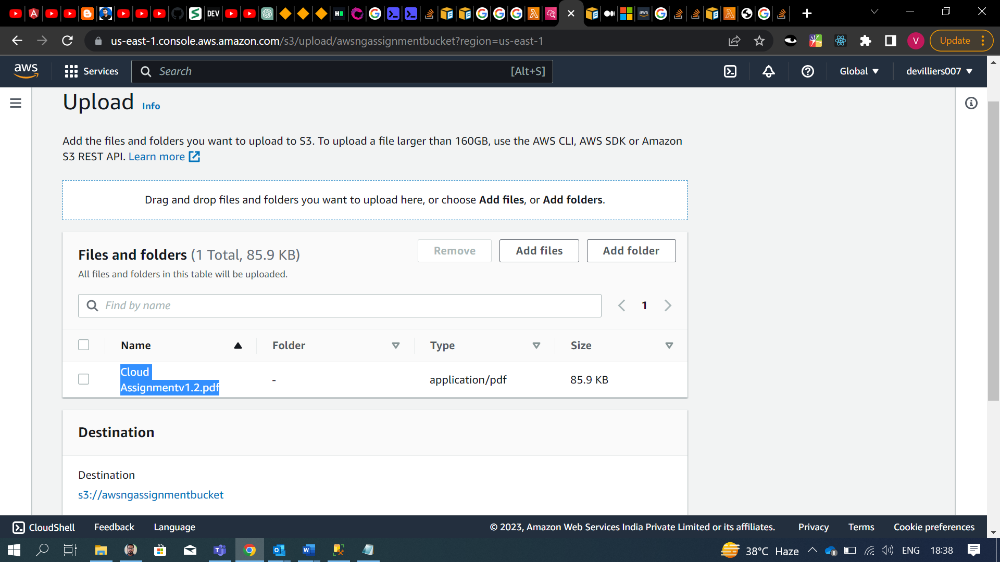 DEV
H
aws
us-east-1.console.aws.amazon.com/s3/upload/awsngassignmentbucket?region=us-east-1
V
Update
aws
Services
Search
[Alt+S]
Global
devilliers007
Upload Info
Add the files and folders you want to upload to S3. To upload a file larger than 160GB, use the AWS CLI, AWS SDK or Amazon
S3 REST API. Learn more
Drag and drop files and folders you want to upload here, or choose Add files, or Add folders.
Files and folders (1 Total, 85.9 KB)
Remove
Add files
Add folder
All files and folders in this table will be uploaded.
Find by name
1
Name
Folder
Type
Size
Cloud
Assignmentv1.2.pdf
-
application/pdf
85.9 KB
Destination
Destination
s3://awsngassignmentbucket
CloudShell
Feedback
Language
© 2023, Amazon Web Services India Private Limited or its affiliates.
Privacy
Terms
Cookie preferences
38°C Haze
ENG
18:38